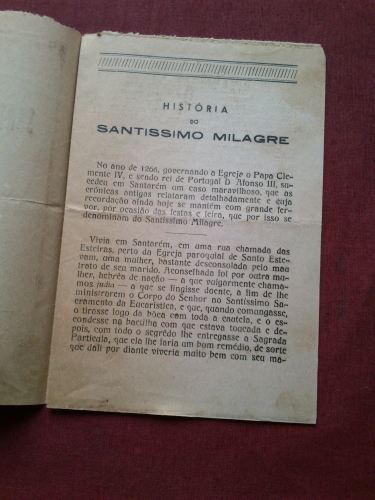 HISTÓRIA
DO
SANTISSIMO MILAGRE
No ano de 1266, governando a Egreja o Papa Cle-
mente IV, e sendo rei de Portugal D. Afonso III, su-
cedeu em Santarém um caso maravilhoso, que as
crónicas antigas relataram detalhadamente e cuja
recordação ainda hoje se mantém com grande fer-
vor, por ocasião das festas e feira, que por isso se
denominam do Santíssimo Milagre.
Vivia em Santarém, em uma rua chamada das
Esteiras, perto da Egreja paroquial de Santo Este-
vam, uma mulher, bastante desconsolada pelo mau
trato de seu marido. Aconselhada foi por outra mu-
lher, hebrêa de nação — a que vulgarmente chama-
mos judia — a que se fingisse doente, a fim de lhe
ministrarem o Corpo do Senhor no Santíssimo Sa-
cramento da Eucaristia, e que, quando comungasse,
o tirasse logo da bôca com toda a cautela, e o es-
condesse na beatilha com que estava toucada e de-
pois, com todo o segrêdo lhe entregasse a Sagrada
Partícula, que ela lhe faria um bom remédio, de sorte
que dali por diante viveria muito bem com seu ma-